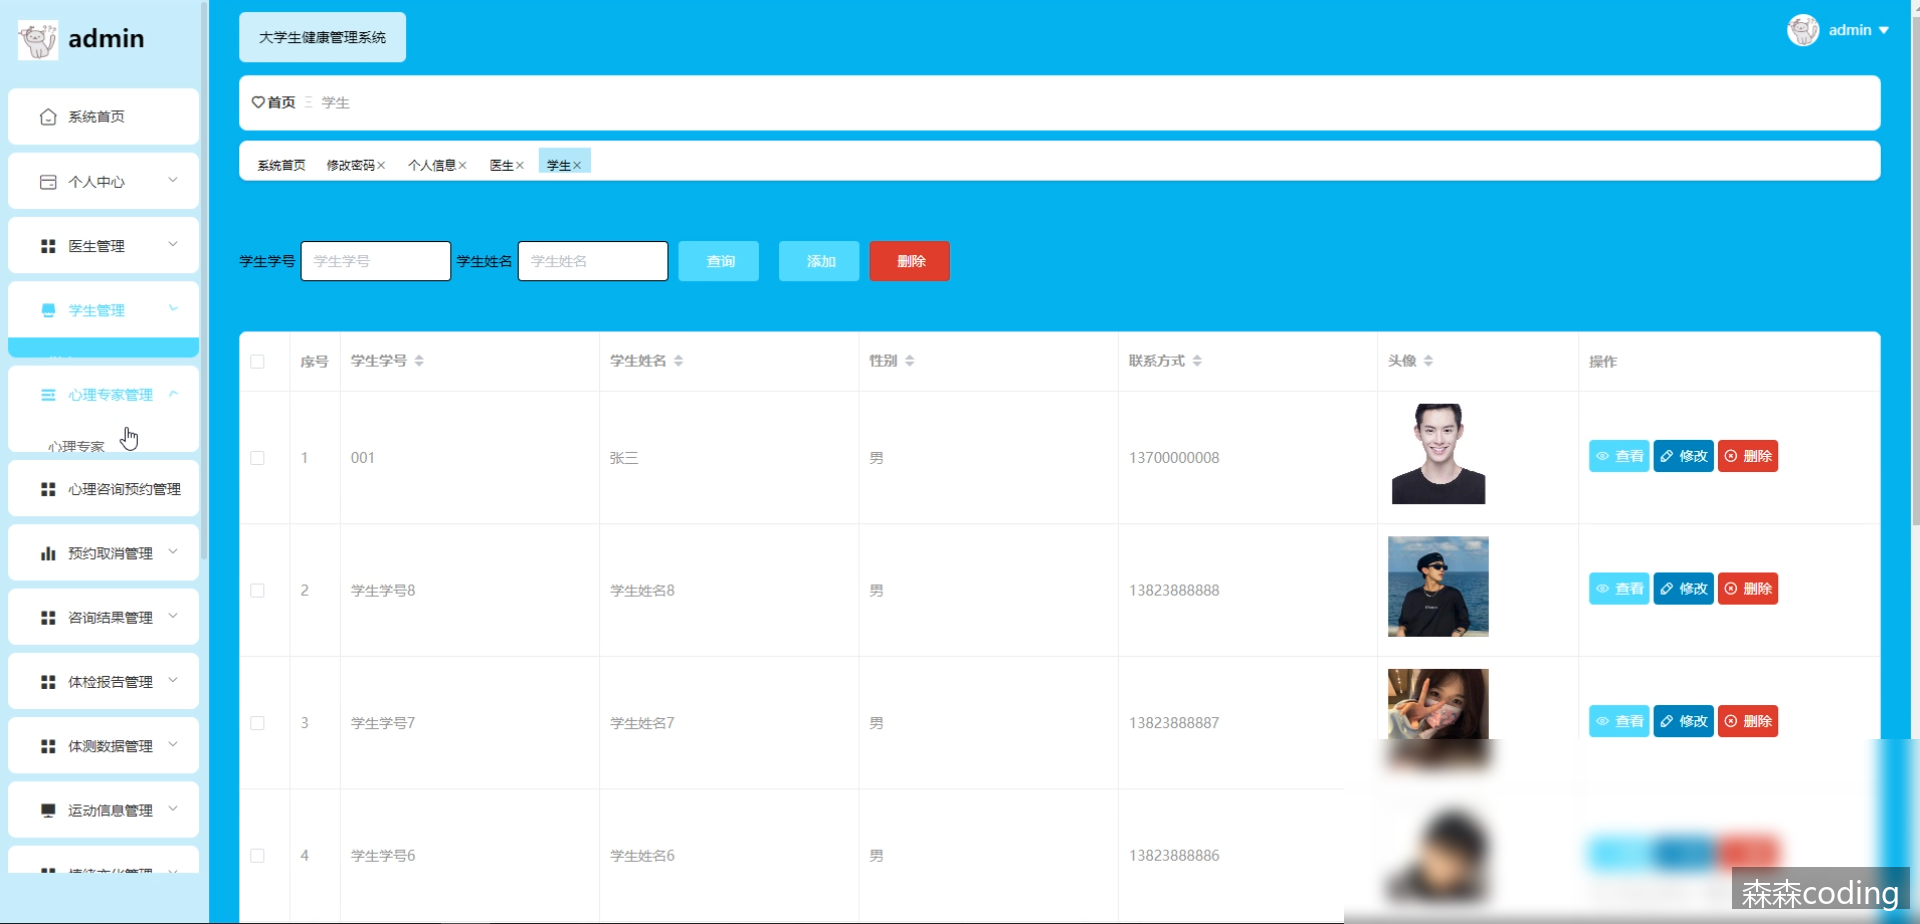 admin
大学生健康管理系统
admin
首页 学生
系统首页 修改密码× 个人信息× 医生× 学生×
系统首页
个人中心
医生管理
学生管理
心理专家管理
心理专家
心理咨询预约管理
预约取消管理
咨询结果管理
体检报告管理
体测数据管理
运动信息管理
学生学号 学生学号 学生姓名 学生姓名 查询 添加 删除
序号 学生学号 学生姓名 性别 联系方式 头像 操作
1 001 张三 男 13700000008 查看 修改 删除
2 学生学号8 学生姓名8 男 13823888888 查看 修改 删除
3 学生学号7 学生姓名7 男 13823888887 查看 修改 删除
4 学生学号6 学生姓名6 男 13823888886
森森coding